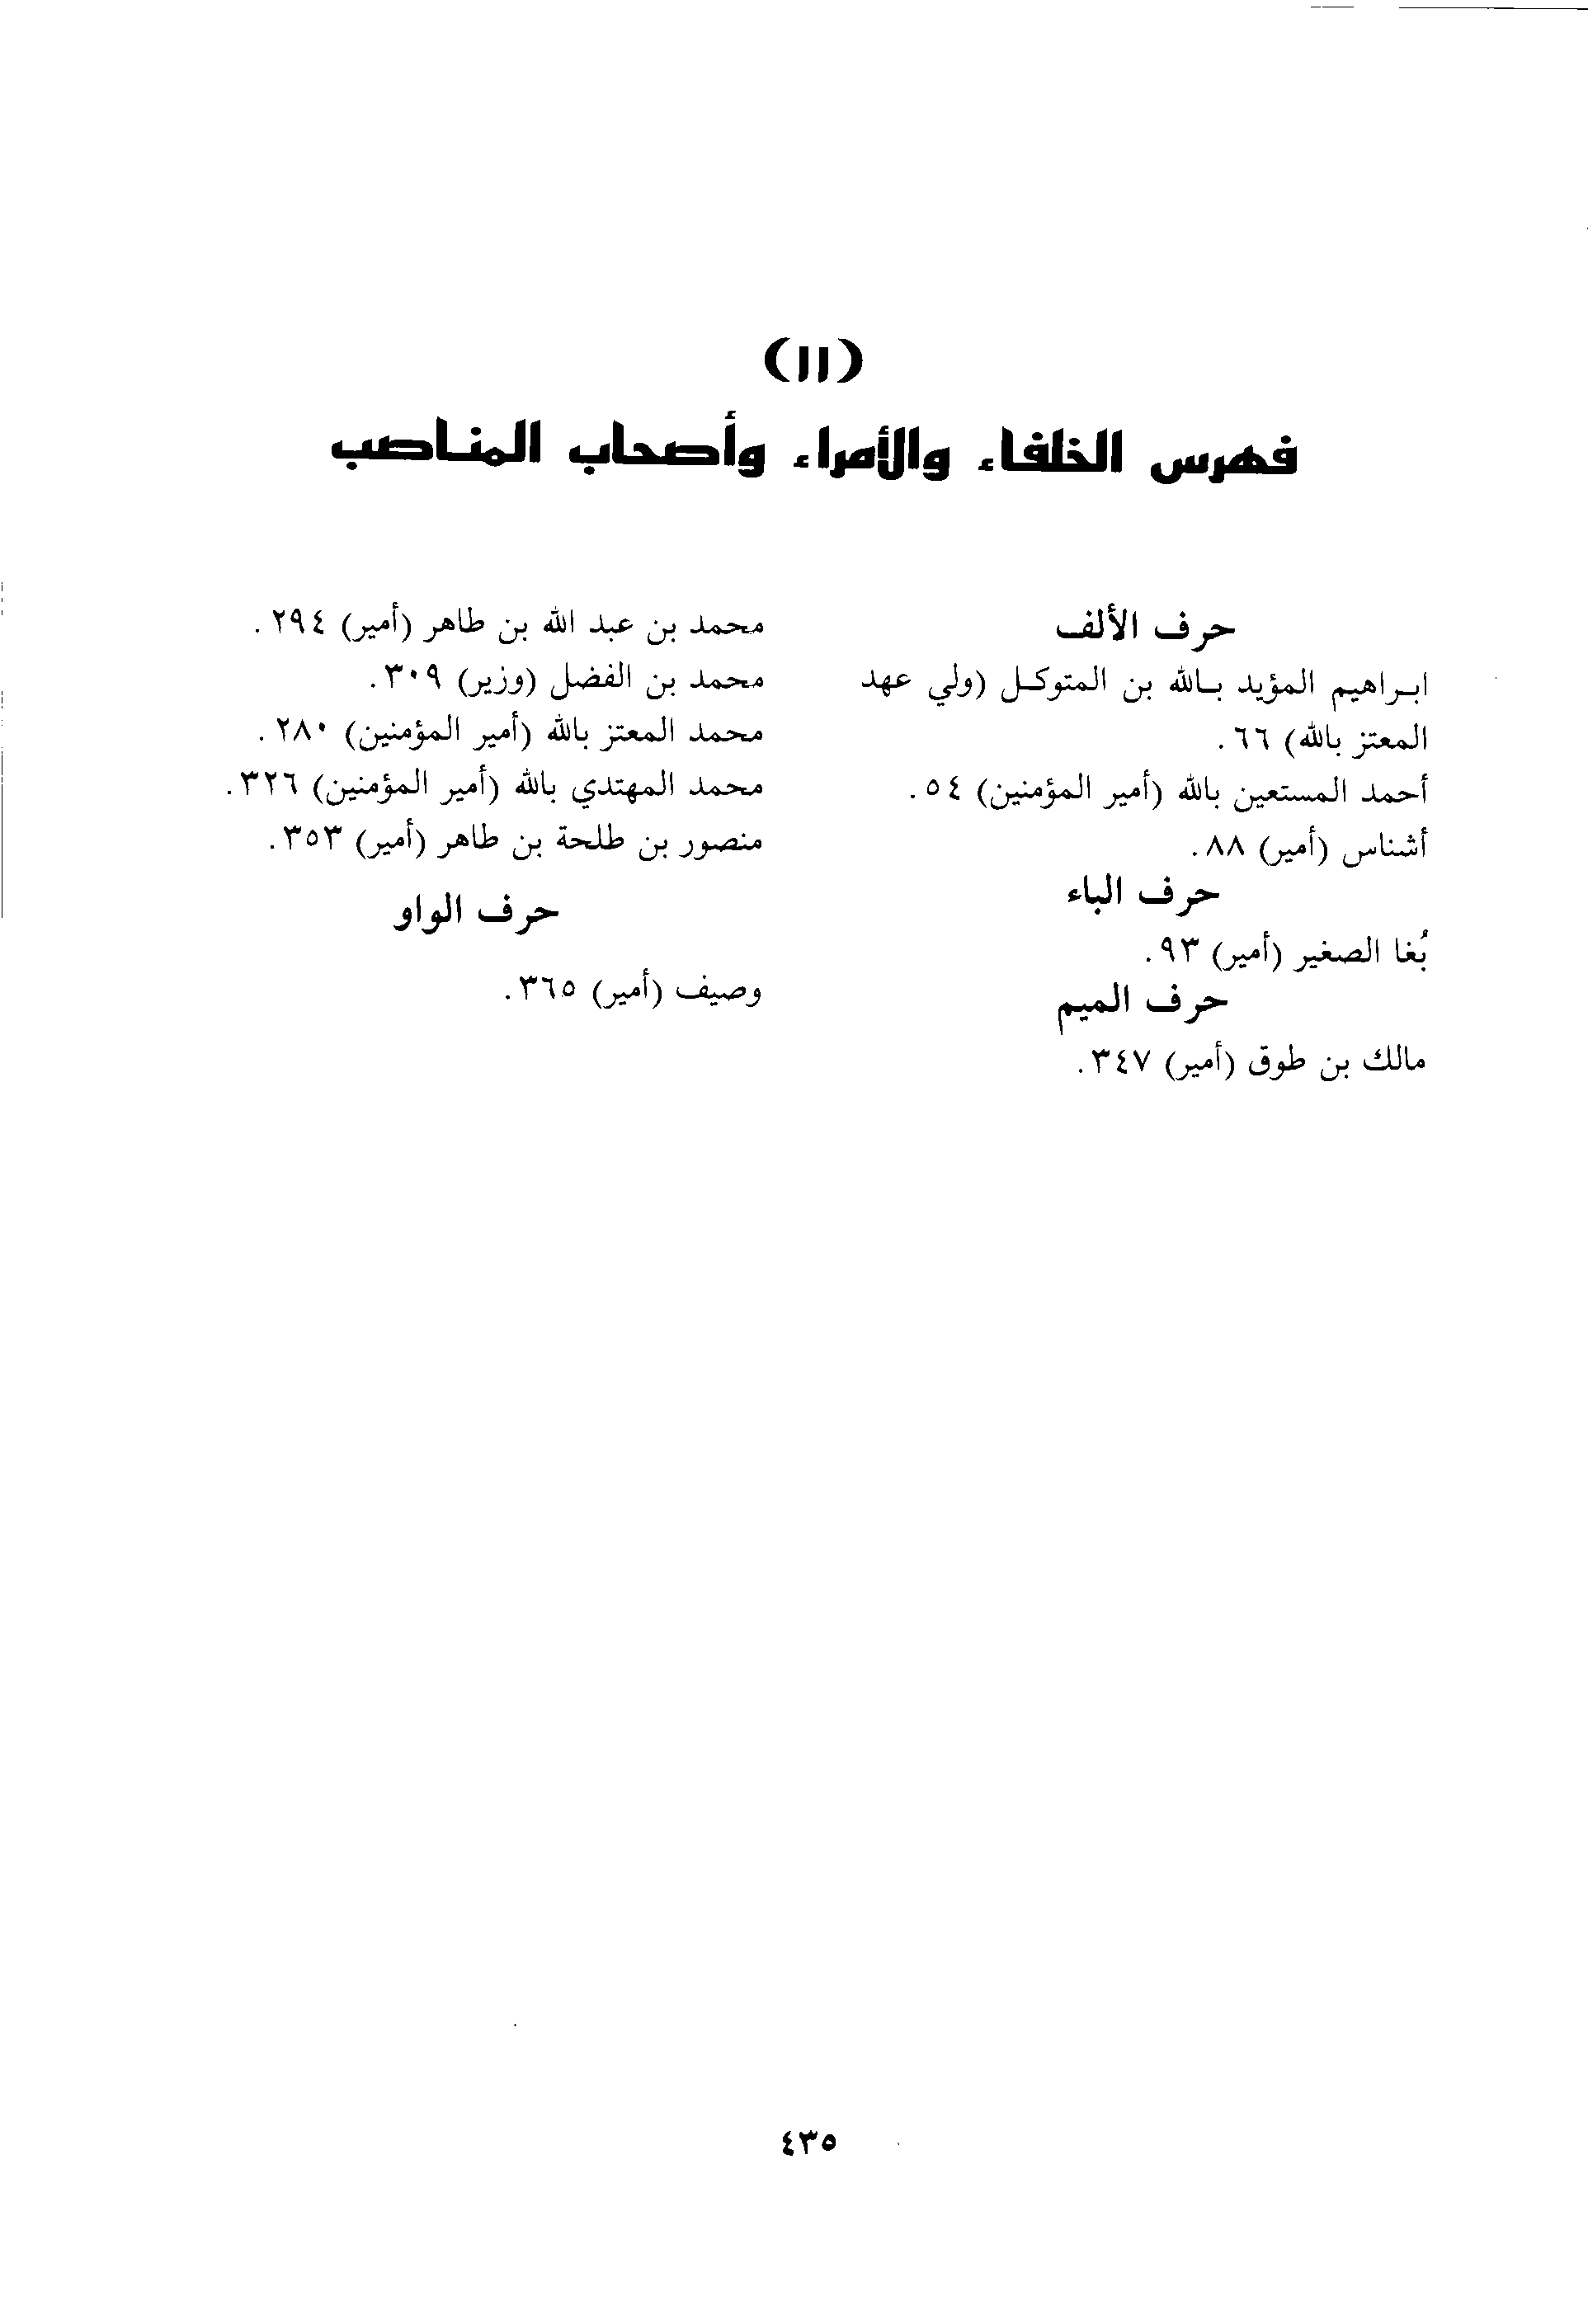 (١١)
فهرس الخلفاء والأمراء وأصحاب المناصب
حرف الألف
ابراهيم المؤيد بالله بن المتوكل (ولي عهد
المعتز بالله) ٦٦.
أحمد المستعين بالله (أمير المؤمنين) ٥٤.
أشناس (أمير) ٨٨.
حرف الباء
بُغا الصغير (أمير) ٩٣.
حرف الميم
مالك بن طوق (أمير) ٣٤٧.
محمد بن عبد الله بن طاهر (أمير) ٢٩٤.
محمد بن الفضل (وزير) ٣٠٩.
محمد المعتز بالله (أمير المؤمنين) ٢٨٠.
محمد المهتدي بالله (أمير المؤمنين) ٣٢٦.
منصور بن طلحة بن طاهر (أمير) ٣٥٣.
حرف الواو
وصيف (أمير) ٣٦٥.
٤٣٥